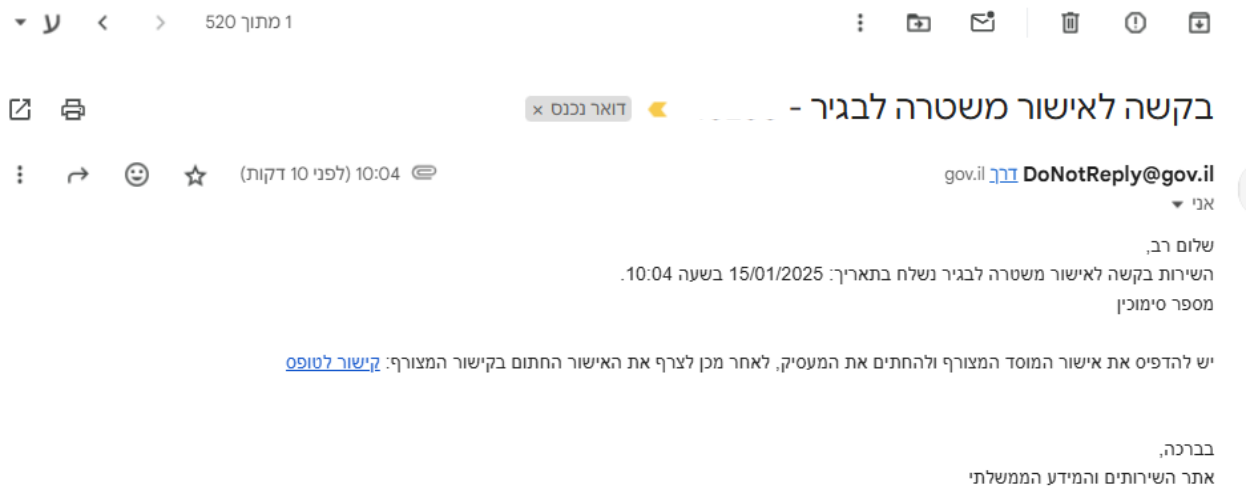 1 מתוך 520
ע
בקשה לאישור משטרה לבגיר -
דואר נכנס ×
DoNotReply@gov.il דרך gov.il
10:04 (לפני 10 דקות)
אני
שלום רב,
השירות בקשה לאישור משטרה לבגיר נשלח בתאריך: 15/01/2025 בשעה 10:04.
מספר סימוכין
יש להדפיס את אישור המוסד המצורף ולהחתים את המעסיק, לאחר מכן לצרף את האישור החתום בקישור המצורף: קישור לטופס
בברכה,
אתר השירותים והמידע הממשלתי